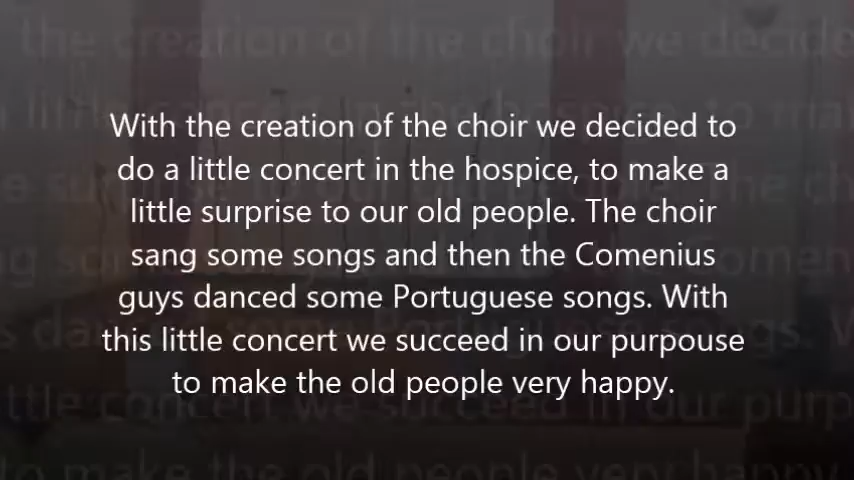 With the creation of the choir we decided to
do a little concert in the hospice, to make a
little surprise to our old people. The choir
sang some songs and then the Comenius
guys danced some Portuguese songs. With
this little concert we succeed in our purpouse
to make the old people very happy.